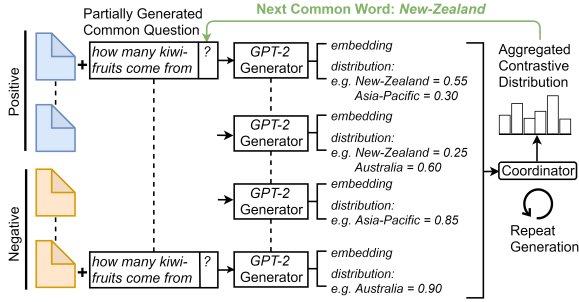 Partially Generated
Common Question
Next Common Word: New-Zealand
Positive
+
how many kiwi-
fruits come from
?
GPT-2
Generator
embedding
distribution:
e.g. New-Zealand = 0.55
Asia-Pacific = 0.30
GPT-2
Generator
embedding
distribution:
e.g. New-Zealand = 0.25
Australia = 0.60
Negative
GPT-2
Generator
embedding
distribution:
e.g. Asia-Pacific = 0.85
+
how many kiwi-
fruits come from
?
GPT-2
Generator
embedding
distribution:
e.g. Australia = 0.90
Aggregated
Contrastive
Distribution
Coordinator
Repeat
Generation